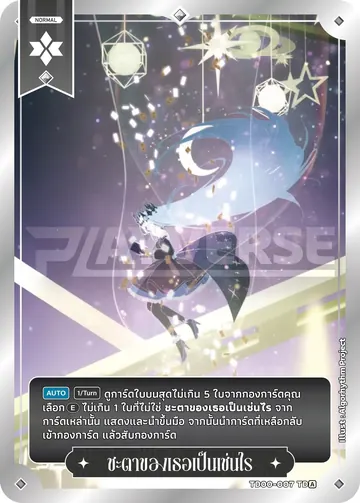 NORMAL
PLANIVERSE
AUTO 1/Turn ดูการ์ดใบบนสุดไม่เกิน 5 ใบจากกองการ์ดคุณ
เลือก E ไม่เกิน 1 ใบที่ไม่ใช่ ชะตาของเธอเป็นเช่นไร จาก
การ์ดเหล่านั้น แสดงและนำขึ้นมือ จากนั้นนำการ์ดที่เหลือกลับ
เข้ากองการ์ด แล้วสับกองการ์ด
Illust : Algorhythm Project
ชะตาของเธอเป็นเช่นไร
TD00-007 TD A